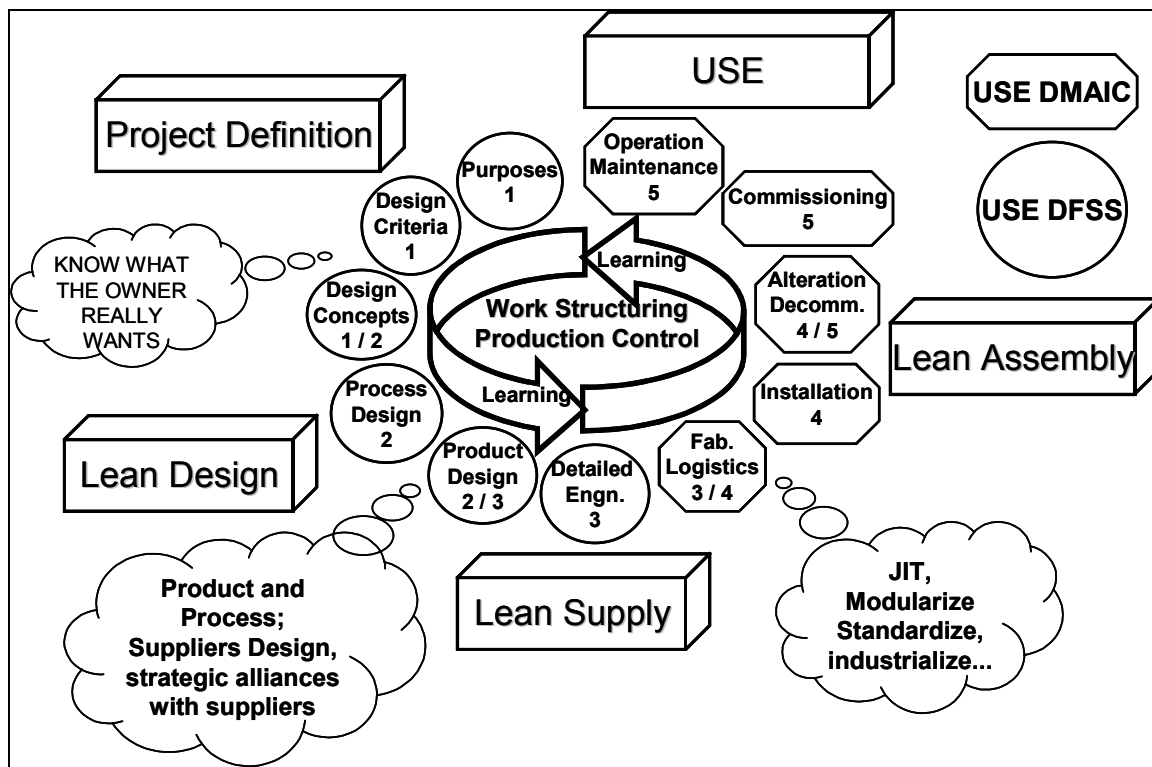 USE
Project Definition
USE DMAIC
USE DFSS
Purposes
1
Operation
Maintenance
5
Design
Criteria
1
Commissioning
5
KNOW WHAT
THE OWNER
REALLY
WANTS
Design
Concepts
1 / 2
Learning
Work Structuring
Production Control
Learning
Alteration
Decomm.
4 / 5
Lean Assembly
Process
Design
2
Installation
4
Lean Design
Product
Design
2 / 3
Detailed
Engn.
3
Fab.
Logistics
3 / 4
Product and
Process;
Suppliers Design,
strategic alliances
with suppliers
Lean Supply
JIT,
Modularize
Standardize,
industrialize...